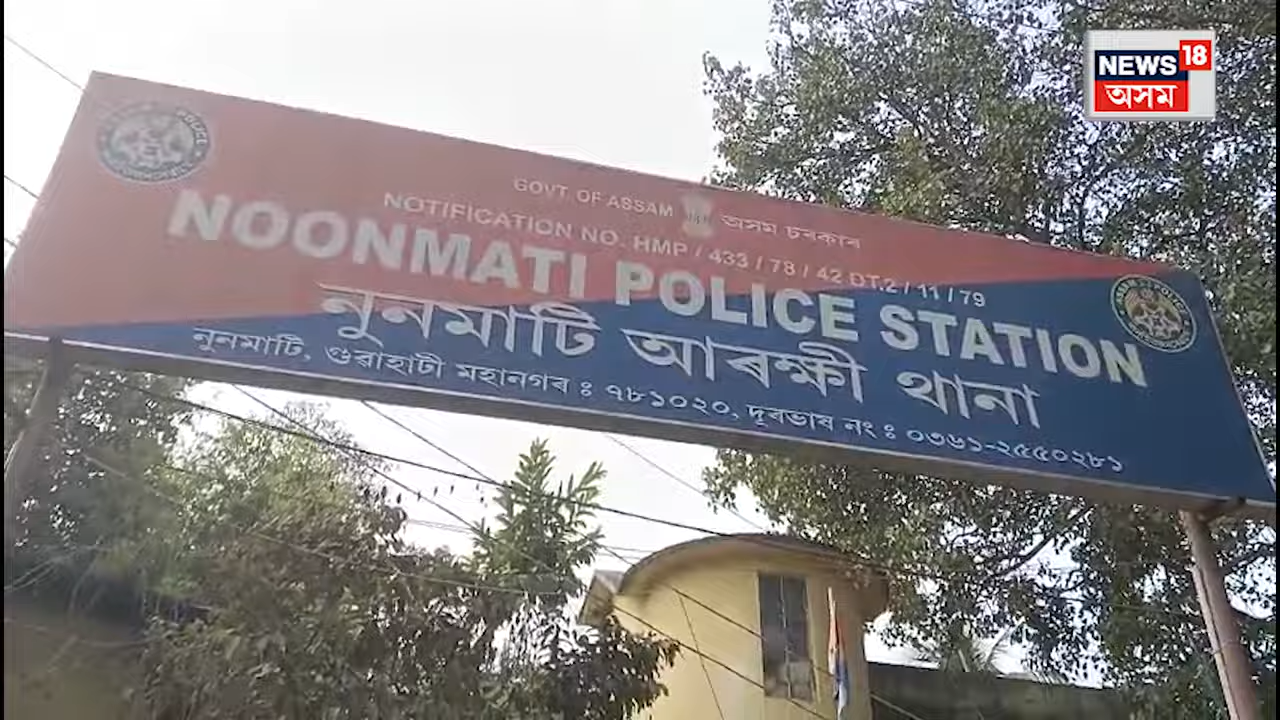 NEWS 18
অসম
GOVT. OF ASSAM অসম চৰকাৰ
NOTIFICATION NO. HMP / 433 / 78 / 42 DT.2 / 11 / 79
NOONMATI POLICE STATION
নুনমাটি আৰক্ষী থানা
নুনমাটি, গুৱাহাটী মহানগৰ ঃ ৭৮১০২০, দূৰভাষ নং ঃ ০৩৬১-২৫৫০২৮১